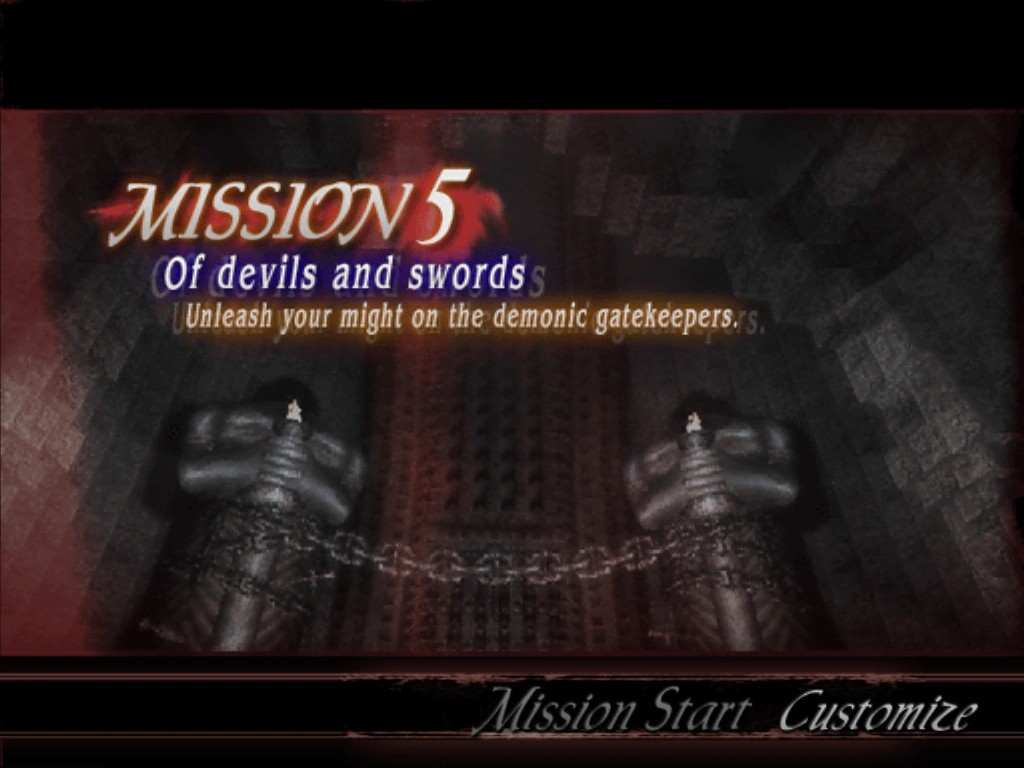 MISSION 5
Of devils and swords
Unleash your might on the demonic gatekeepers.
Mission Start Customize